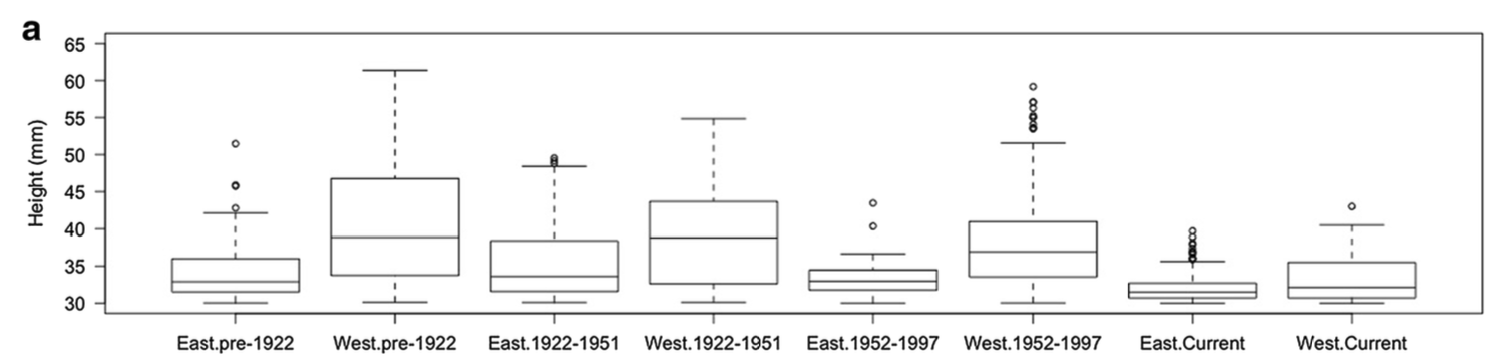 a
Height (mm)
65
60
55
50
45
40
35
30
East.pre-1922 West.pre-1922 East.1922-1951 West.1922-1951 East.1952-1997 West.1952-1997 East.Current West.Current